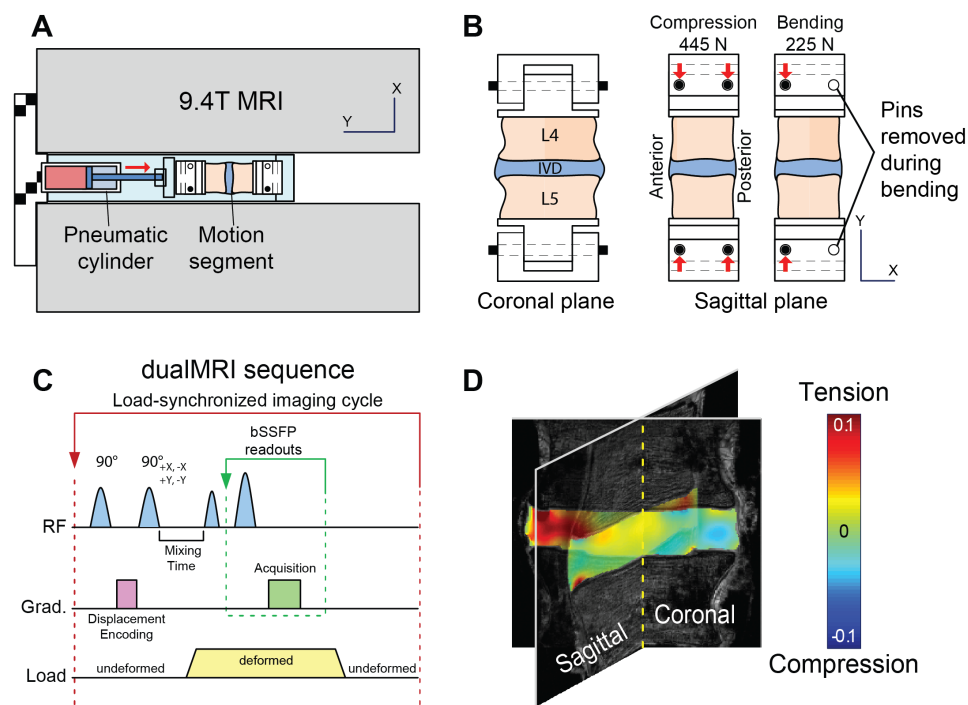 A
9.4T MRI
X
Y
Pneumatic
cylinder
Motion
segment
B
Compression
445 N
Bending
225 N
L4
IVD
L5
Anterior
Posterior
Pins
removed
during
bending
Y
X
Coronal plane
Sagittal plane
C
dualMRI sequence
Load-synchronized imaging cycle
bSSFP
readouts
90°
90°+X, -X
+Y, -Y
RF
Mixing
Time
Acquisition
Grad.
Displacement
Encoding
undeformed
deformed
undeformed
Load
D
Tension
0.1
0
-0.1
Compression
Sagittal
Coronal